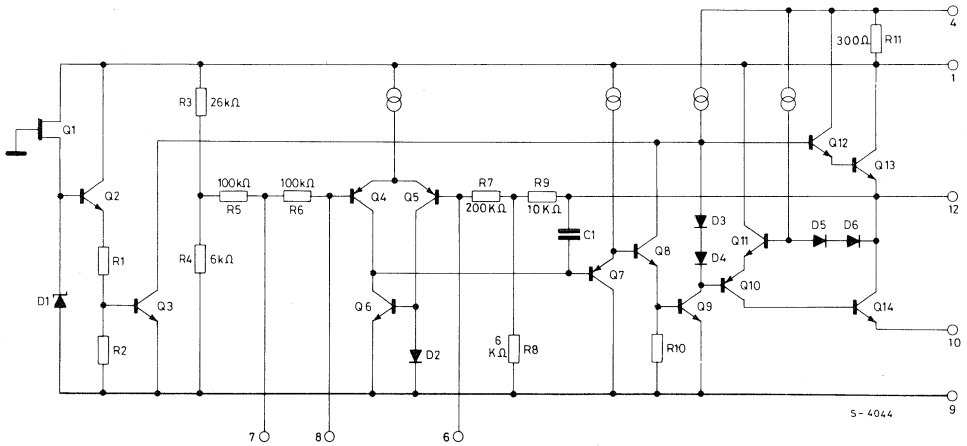 4
300Ω R11
1
R3 26kΩ
Q1
Q12
Q13
Q2
100kΩ 100kΩ
R5 R6
Q4 Q5
R7 R9
200KΩ 10KΩ
12
C1
D3
D5 D6
Q11
R1
R4 6kΩ
Q8
D4
Q7
D1
Q3
Q6
Q9
Q10
Q14
R2
D2
6
KΩ
R8
R10
10
9
S-4044
7 8 6